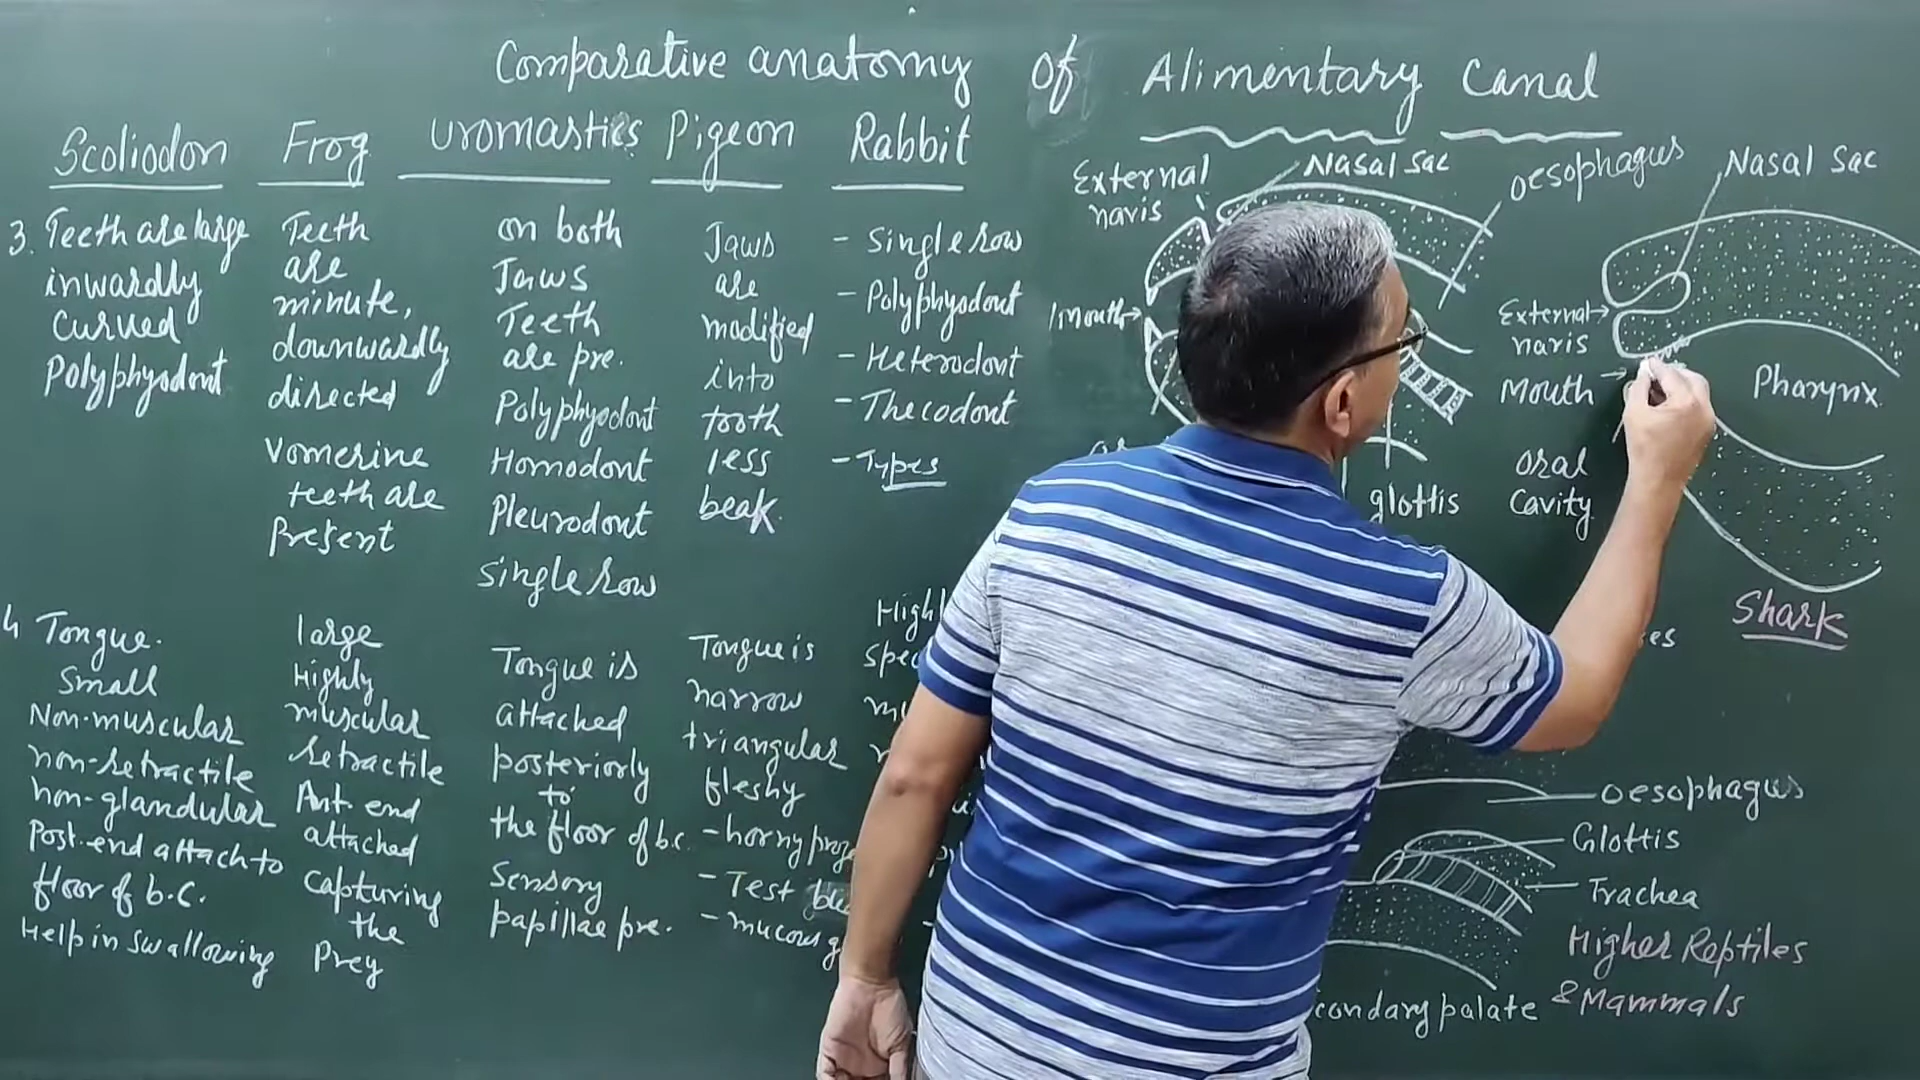 Comparative anatomy of Alimentary Canal
Scoliodon
3. Teeth are large
inwardly
Curved
Polyphyodont
4 Tongue.
Small
Non-muscular
non-retractile
non-glandular
Post. end attach to
floor of b.c.
Help in swallowing
Frog
Teeth
are
minute,
downwardly
directed
Vomerine
teeth are
Present
large
Highly
muscular
retractile
Ant. end
attached
Capturing
the
Prey
Uromastics
on both
Jaws
Teeth
are pre.
Polyphyodont
Homodont
Pleurodont
single row
Tongue is
attached
posteriorly
to
the floor of b.c.
Sensory
papillae pre.
Pigeon
Jaws
are
modified
into
tooth
less
beak.
Tongue is
narrow
triangular
fleshy
- horny
- Test
- mucous
Rabbit
- Single row
- Polyphyodont
- Heterodont
- Thecodont
- Types
External
naris
Nasal Sac
oesophagus
mouth
glottis
Nasal Sac
External
naris
Mouth
Pharynx
oral
Cavity
Shark
oesophagus
Glottis
Trachea
Higher Reptiles
& Mammals
palate